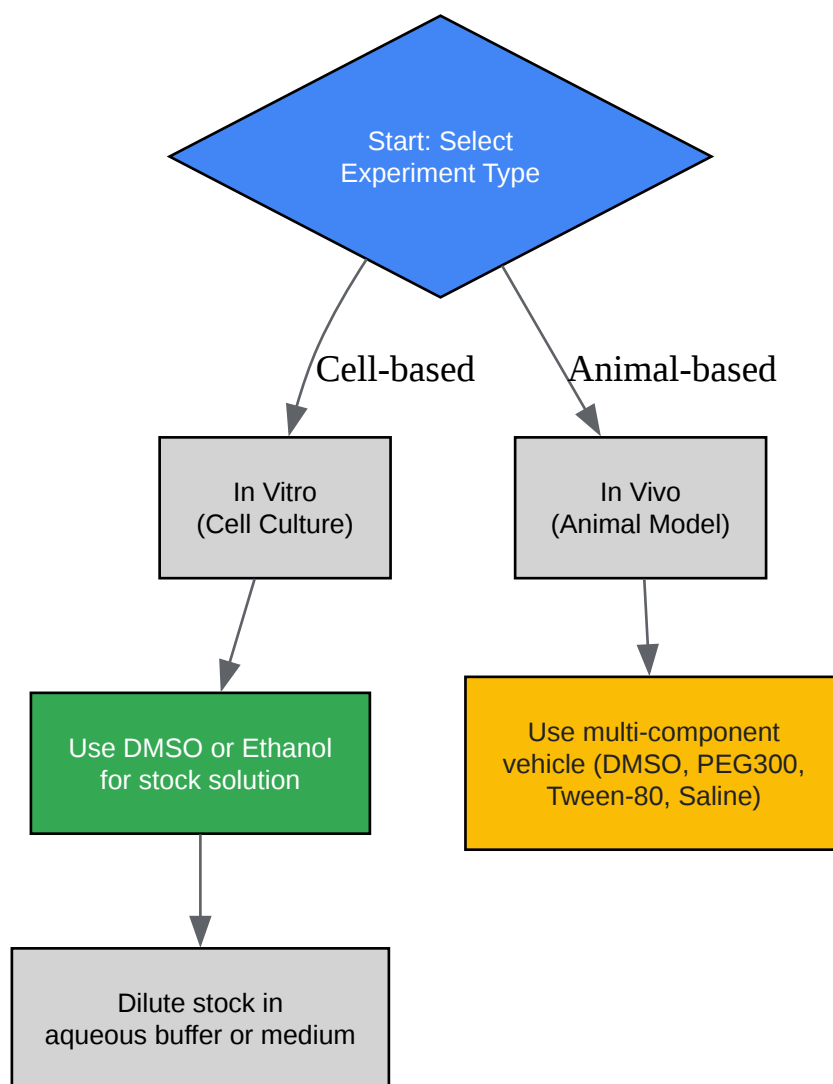 Start: Select
Experiment Type
Cell-based
Animal-based
In Vitro
(Cell Culture)
In Vivo
(Animal Model)
Use DMSO or Ethanol
for stock solution
Use multi-component
vehicle (DMSO, PEG300,
Tween-80, Saline)
Dilute stock in
aqueous buffer or medium